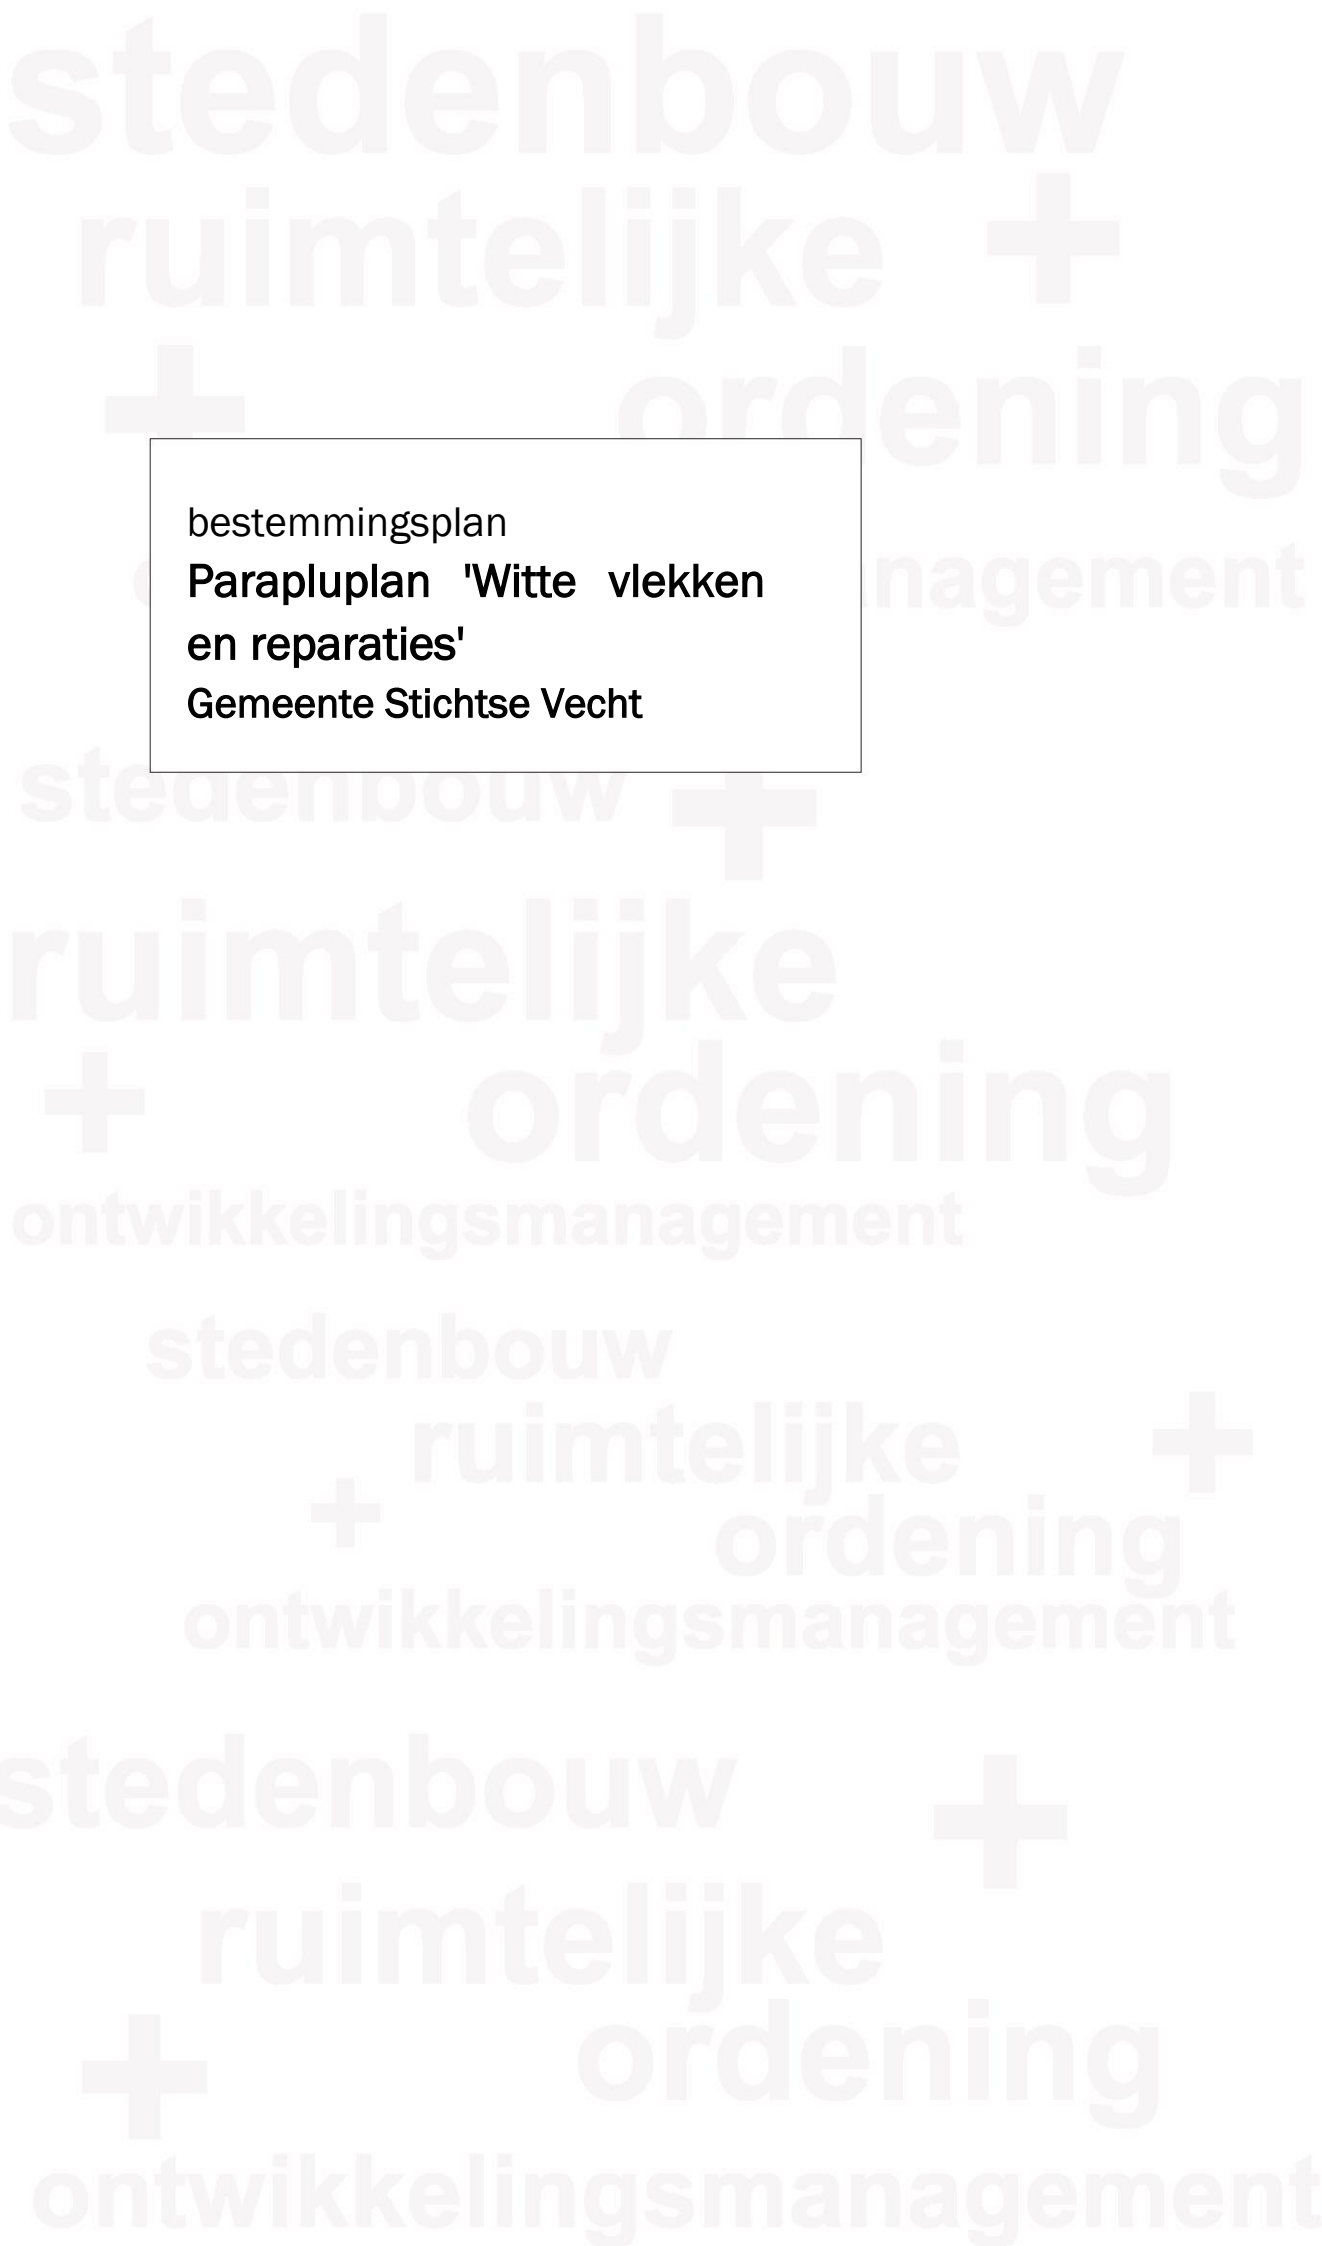 stedenbouw
ruimtelijke +
+ ordening
bestemmingsplan
Parapluplan 'Witte vlekken
en reparaties'
Gemeente Stichtse Vecht
nagement
stedenbouw +
ruimtelijke
+ ordening
ontwikkelingsmanagement
stedenbouw
ruimtelijke +
+ ordening
ontwikkelingsmanagement
stedenbouw +
ruimtelijke
+ ordening
ontwikkelingsmanagement